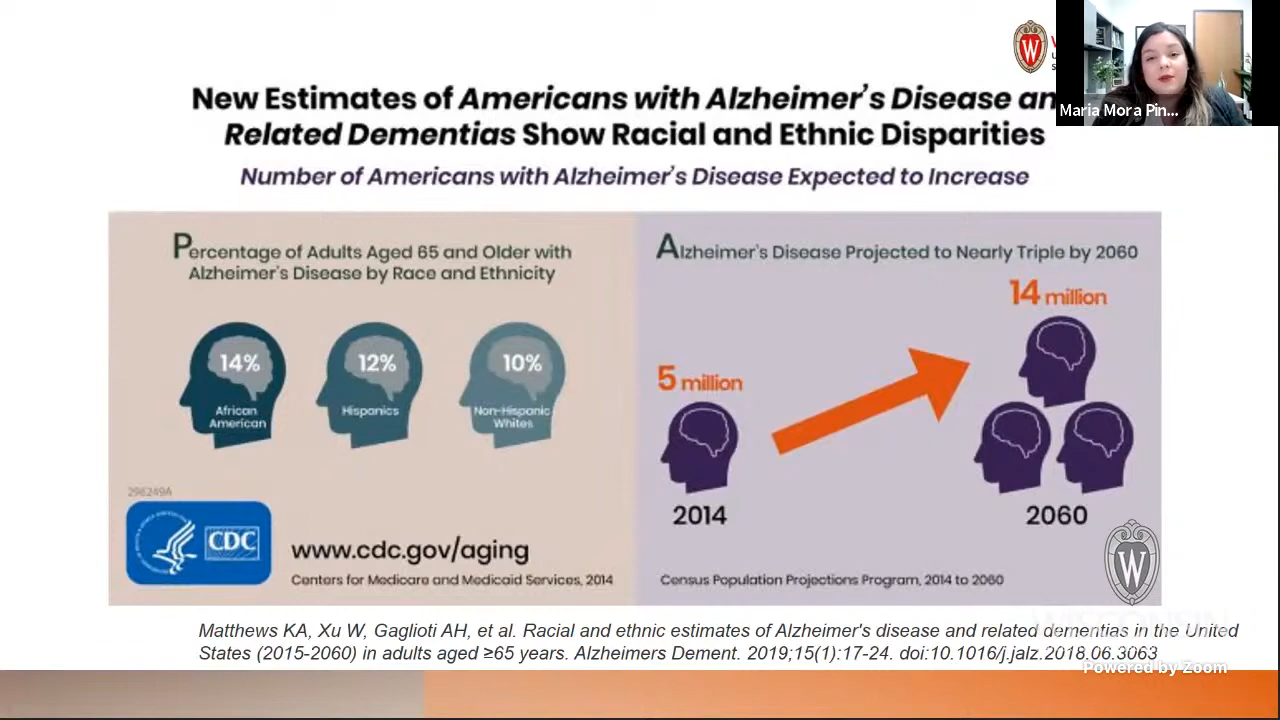 W
New Estimates of Americans with Alzheimer's Disease an
Related Dementias Show Racial and Ethnic Disparities
Maria Mora Pin...
Number of Americans with Alzheimer's Disease Expected to Increase
Percentage of Adults Aged 65 and Older with
Alzheimer's Disease by Race and Ethnicity
14%
African
American
12%
Hispanics
10%
Non-Hispanic
Whites
296249A
CDC
www.cdc.gov/aging
Centers for Medicare and Medicaid Services, 2014
Alzheimer's Disease Projected to Nearly Triple by 2060
5 million
2014
14 million
2060
Census Population Projections Program, 2014 to 2060
W
Matthews KA, Xu W, Gaglioti AH, et al. Racial and ethnic estimates of Alzheimer's disease and related dementias in the United
States (2015-2060) in adults aged ≥65 years. Alzheimers Dement. 2019;15(1):17-24. doi:10.1016/j.jalz.2018.06.3063
WISCONSIN
Powered by Zoom